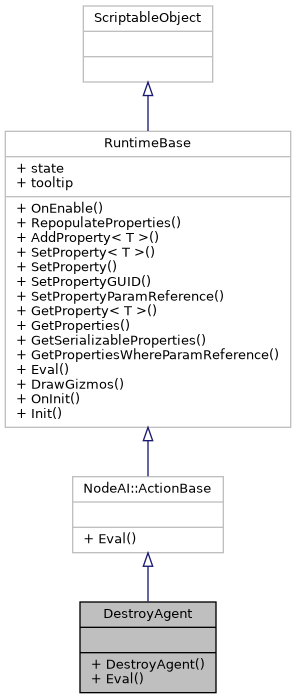 ScriptableObject
RuntimeBase
+ state
+ tooltip
+ OnEnable()
+ RepopulateProperties()
+ AddProperty< T >()
+ SetProperty< T >()
+ SetProperty()
+ SetPropertyGUID()
+ SetPropertyParamReference()
+ GetProperty< T >()
+ GetProperties()
+ GetSerializableProperties()
+ GetPropertiesWhereParamReference()
+ Eval()
+ DrawGizmos()
+ OnInit()
+ Init()
NodeAI::ActionBase
+ Eval()
DestroyAgent
+ DestroyAgent()
+ Eval()